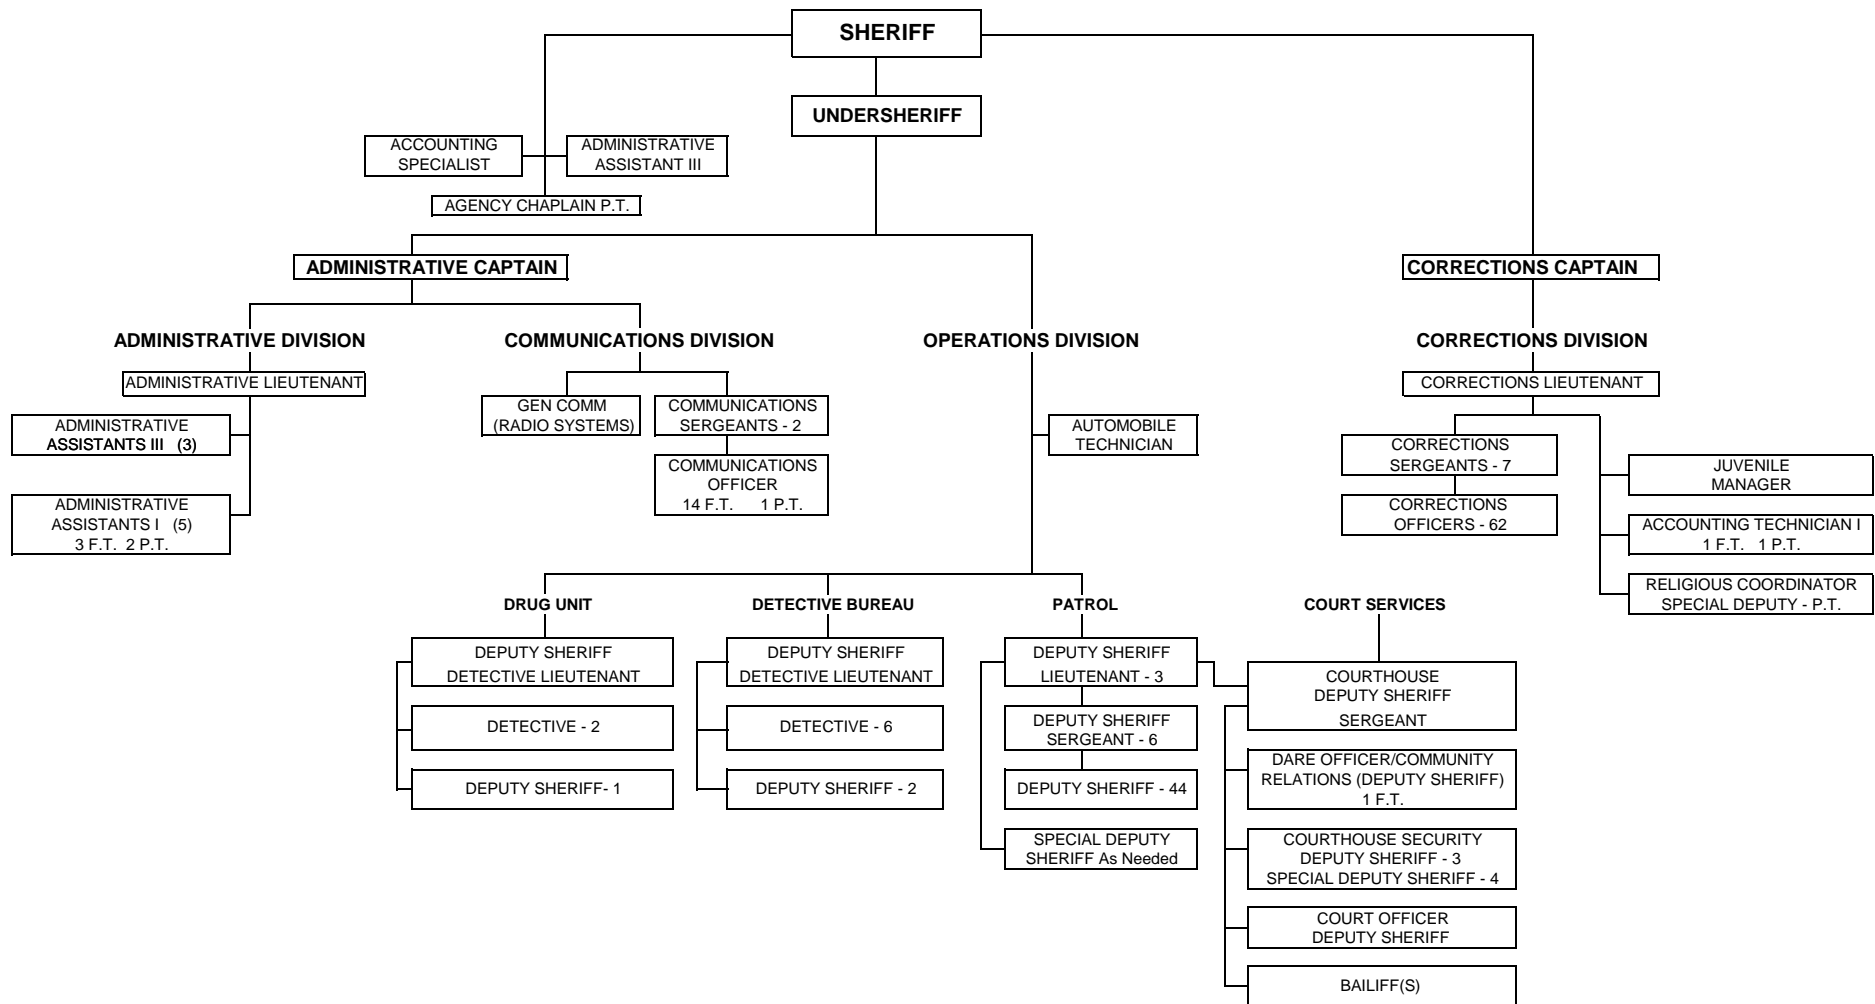 SHERIFF
UNDERSHERIFF
ACCOUNTING
SPECIALIST
ADMINISTRATIVE
ASSISTANT III
AGENCY CHAPLAIN P.T.
ADMINISTRATIVE CAPTAIN
CORRECTIONS CAPTAIN
ADMINISTRATIVE DIVISION
COMMUNICATIONS DIVISION
OPERATIONS DIVISION
CORRECTIONS DIVISION
ADMINISTRATIVE LIEUTENANT
ADMINISTRATIVE
ASSISTANTS III (3)
ADMINISTRATIVE
ASSISTANTS I (5)
3 F.T. 2 P.T.
GEN COMM
(RADIO SYSTEMS)
COMMUNICATIONS
SERGEANTS - 2
COMMUNICATIONS
OFFICER
14 F.T. 1 P.T.
AUTOMOBILE
TECHNICIAN
CORRECTIONS LIEUTENANT
CORRECTIONS
SERGEANTS - 7
CORRECTIONS
OFFICERS - 62
JUVENILE
MANAGER
ACCOUNTING TECHNICIAN I
1 F.T. 1 P.T.
RELIGIOUS COORDINATOR
SPECIAL DEPUTY - P.T.
DRUG UNIT
DEPUTY SHERIFF
DETECTIVE LIEUTENANT
DETECTIVE - 2
DEPUTY SHERIFF- 1
DETECTIVE BUREAU
DEPUTY SHERIFF
DETECTIVE LIEUTENANT
DETECTIVE - 6
DEPUTY SHERIFF - 2
PATROL
DEPUTY SHERIFF
LIEUTENANT - 3
DEPUTY SHERIFF
SERGEANT - 6
DEPUTY SHERIFF - 44
SPECIAL DEPUTY
SHERIFF As Needed
COURT SERVICES
COURTHOUSE
DEPUTY SHERIFF
SERGEANT
DARE OFFICER/COMMUNITY
RELATIONS (DEPUTY SHERIFF)
1 F.T.
COURTHOUSE SECURITY
DEPUTY SHERIFF - 3
SPECIAL DEPUTY SHERIFF - 4
COURT OFFICER
DEPUTY SHERIFF
BAILIFF(S)